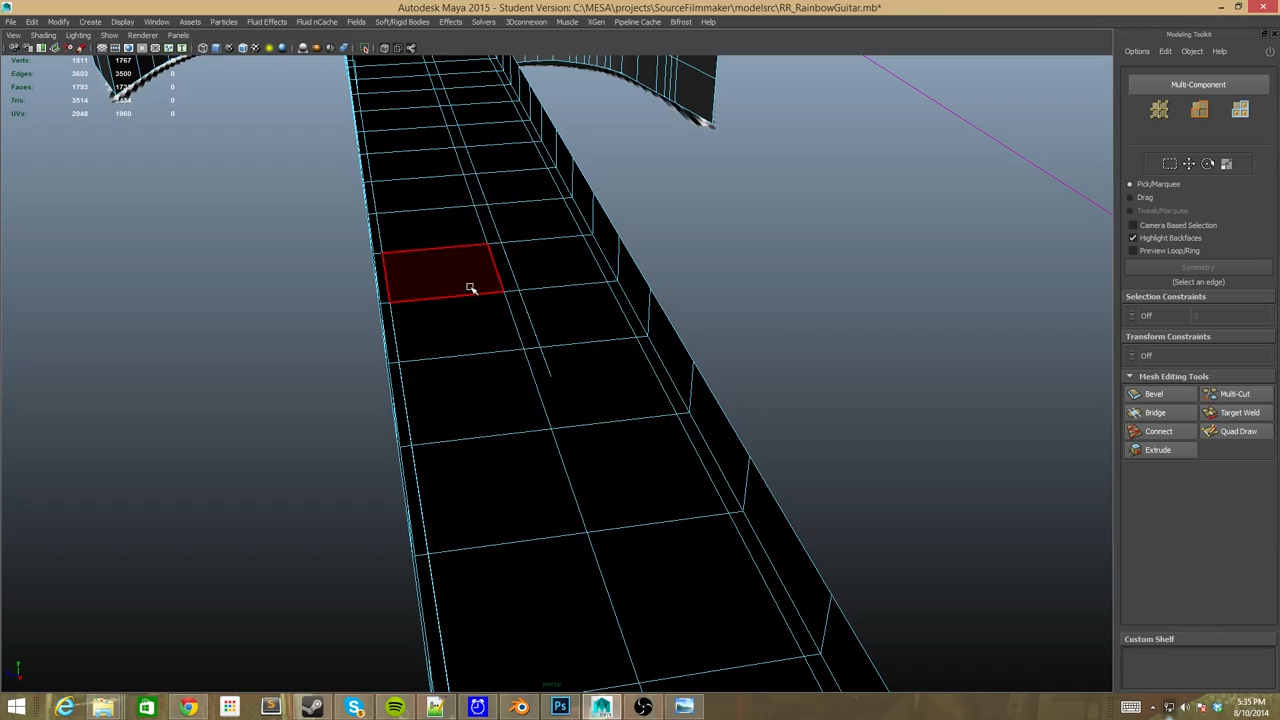 Autodesk Maya 2015 - Student Version: C:\MESA\projects\SourceFilmmaker\modelsrc\RR_RainbowGuitar.mb*
File Edit Modify Create Display Window Assets Particles Fluid Effects Fluid nCache Fields Soft/Rigid Bodies Effects Solvers 3Dconnexion Muscle XGen Pipeline Cache Bifrost Help
View Shading Lighting Show Renderer Panels
Modeling Toolkit
Options Edit Object Help
Verts: 1811 1767 0
Edges: 3603 3500 0
Faces: 1793 0
Tris: 3514 0
UVs: 2048 1960 0
Multi-Component
Pick/Marquee
Drag
Tweak/Marquee
Camera Based Selection
Highlight Backfaces
Preview Loop/Ring
Symmetry
(Select an edge)
Selection Constraints
Off 0
Transform Constraints
Off
Mesh Editing Tools
Bevel Multi-Cut
Bridge Target Weld
Connect Quad Draw
Extrude
Custom Shelf
persp
5:35 PM
8/10/2014